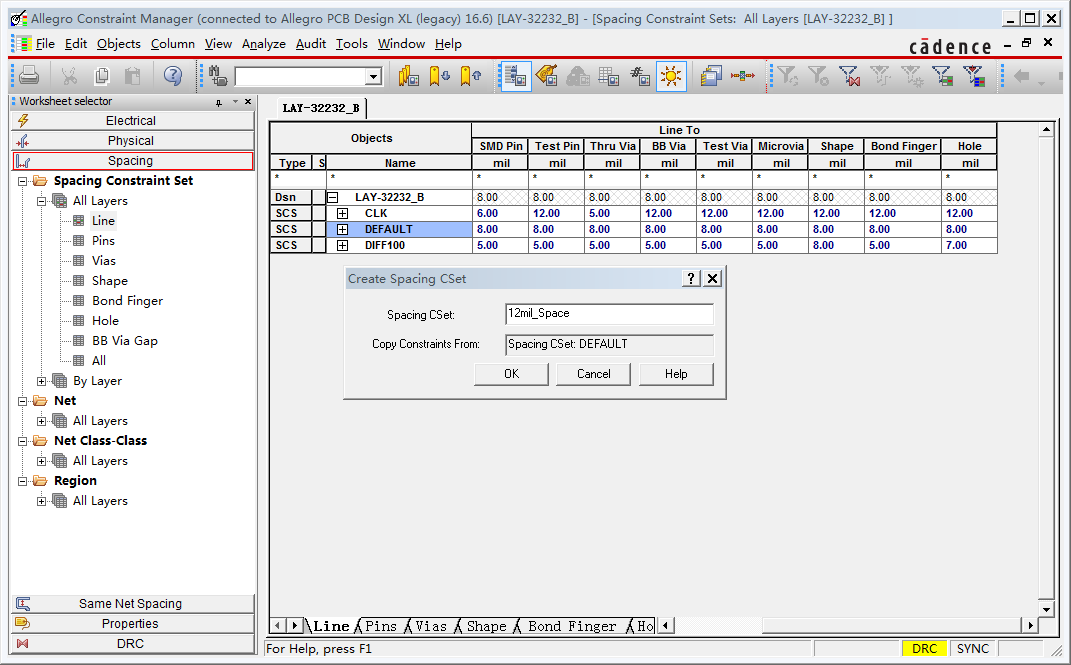 Allegro Constraint Manager (connected to Allegro PCB Design XL (legacy) 16.6) [LAY-32232_B] - [Spacing Constraint Sets: All Layers [LAY-32232_B] ]
File Edit Objects Column View Analyze Audit Tools Window Help
cādence
Worksheet selector
Electrical
Physical
Spacing
Spacing Constraint Set
All Layers
Line
Pins
Vias
Shape
Bond Finger
Hole
BB Via Gap
All
By Layer
Net
All Layers
Net Class-Class
All Layers
Region
All Layers
Same Net Spacing
Properties
DRC
LAY-32232_B
Objects Line To
SMD Pin Test Pin Thru Via BB Via Test Via Microvia Shape Bond Finger Hole
Type S Name mil mil mil mil mil mil mil mil mil
* * * * * * * * * * *
Dsn LAY-32232_B 8.00 8.00 8.00 8.00 8.00 8.00 8.00 8.00 8.00
SCS CLK 6.00 12.00 5.00 12.00 12.00 12.00 12.00 12.00 12.00
SCS DEFAULT 8.00 8.00 8.00 8.00 8.00 8.00 8.00 8.00 8.00
SCS DIFF100 5.00 5.00 5.00 5.00 5.00 5.00 8.00 5.00 7.00
Create Spacing CSet
Spacing CSet: 12mil_Space
Copy Constraints From: Spacing CSet: DEFAULT
OK Cancel Help
Line Pins Vias Shape Bond Finger Ho
For Help, press F1 DRC SYNC